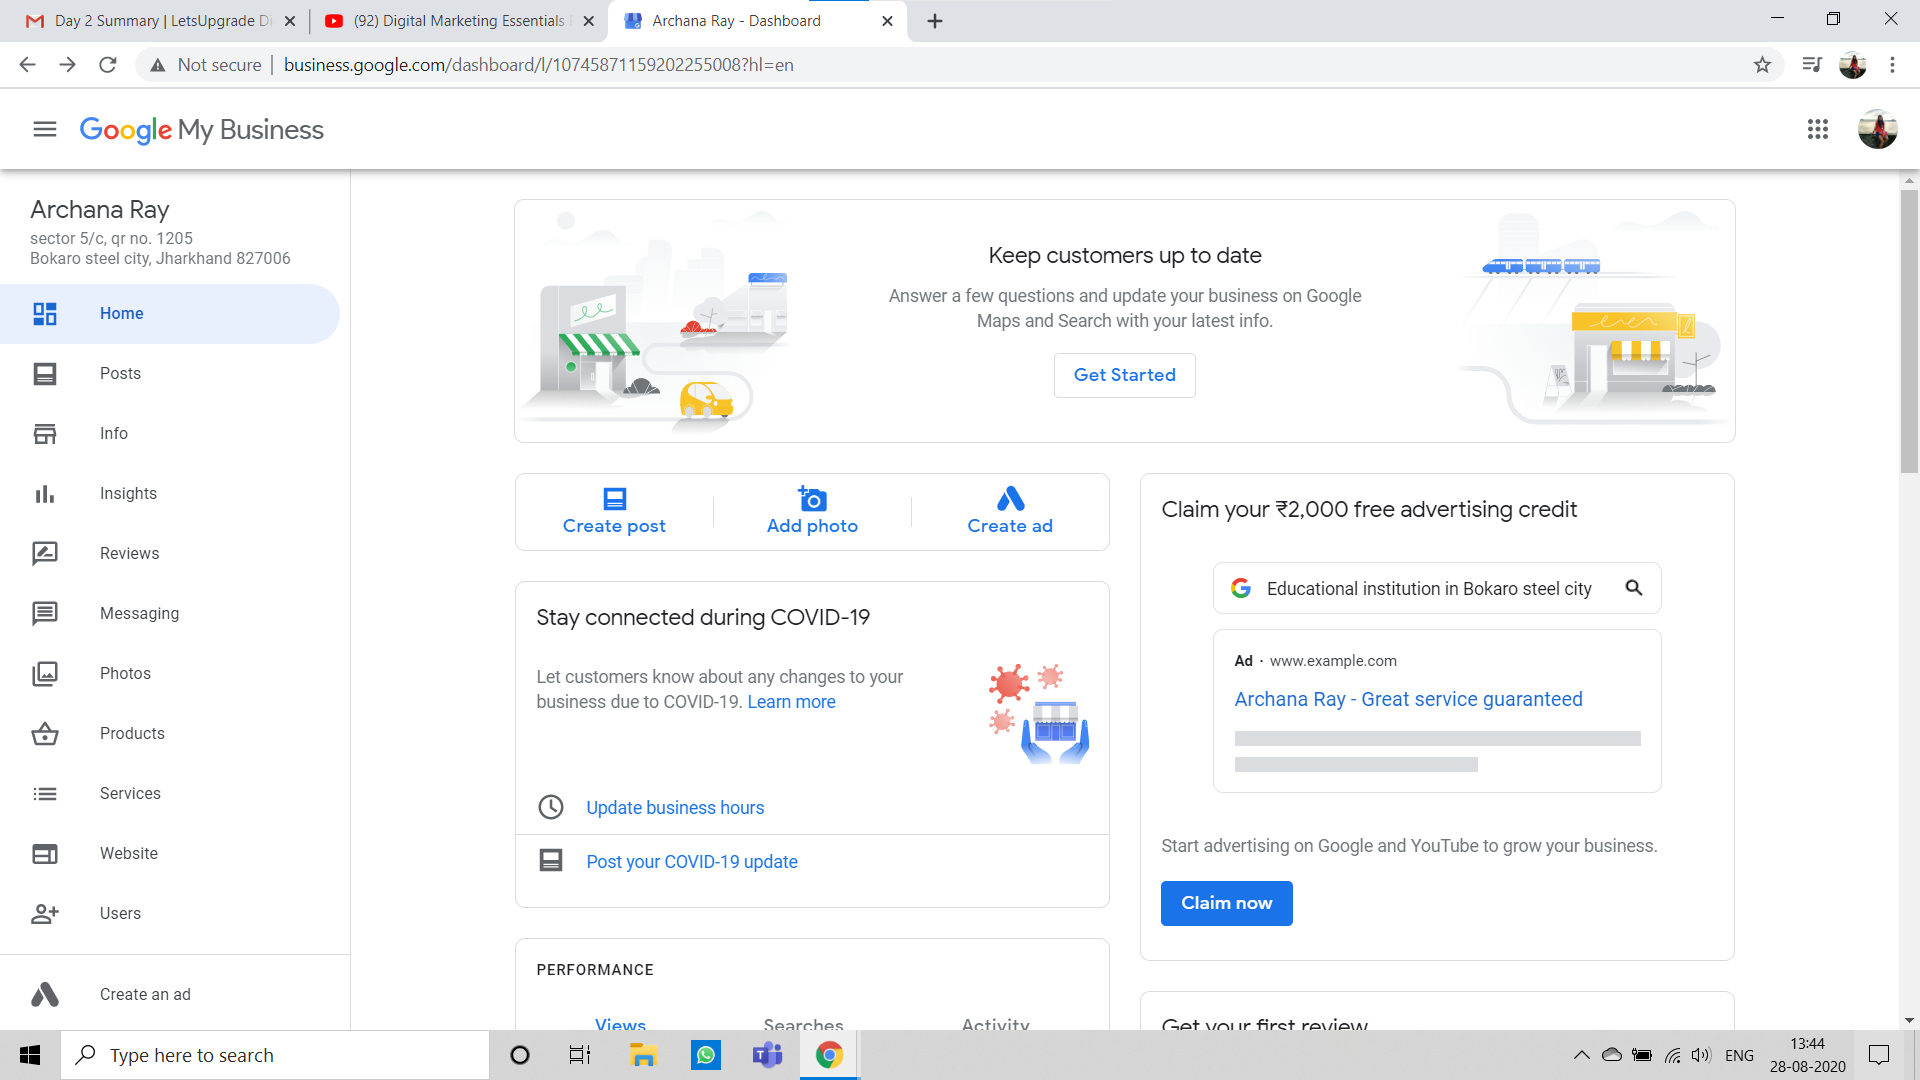 Day 2 Summary | LetsUpgrade Di
(92) Digital Marketing Essentials
Archana Ray - Dashboard
Not secure
business.google.com/dashboard/l/10745871159202255008?hl=en
Google My Business
Archana Ray
sector 5/c, qr no. 1205
Bokaro steel city, Jharkhand 827006
Home
Posts
Info
Insights
Reviews
Messaging
Photos
Products
Services
Website
Users
Create an ad
Keep customers up to date
Answer a few questions and update your business on Google
Maps and Search with your latest info.
Get Started
Create post
Add photo
Create ad
Stay connected during COVID-19
Let customers know about any changes to your
business due to COVID-19. Learn more
Update business hours
Post your COVID-19 update
PERFORMANCE
Views
Searches
Activity
Claim your ₹2,000 free advertising credit
Educational institution in Bokaro steel city
Ad · www.example.com
Archana Ray - Great service guaranteed
Start advertising on Google and YouTube to grow your business.
Claim now
Get your first review
Type here to search
ENG
13:44
28-08-2020